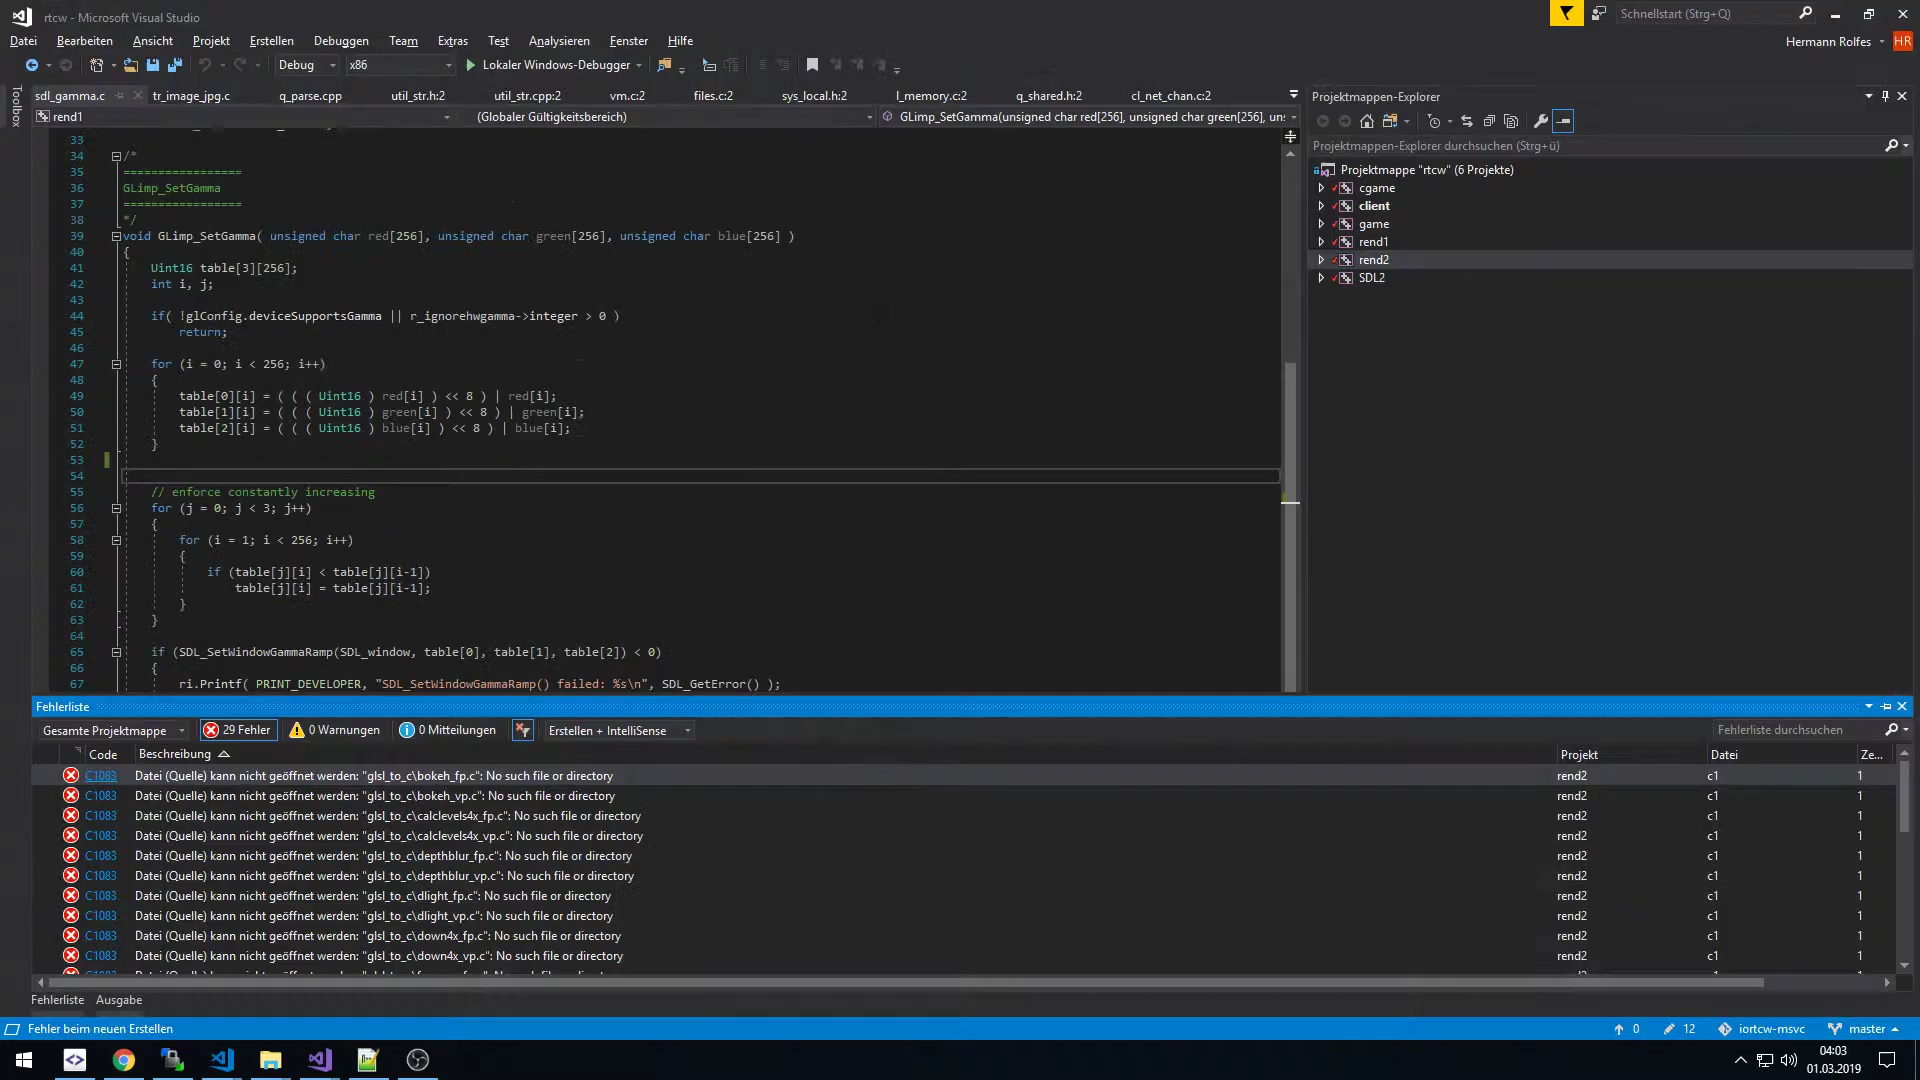 rtcw - Microsoft Visual Studio
Schnellstart (Strg+Q)
Datei Bearbeiten Ansicht Projekt Erstellen Debuggen Team Extras Test Analysieren Fenster Hilfe
Hermann Rolfes HR
Debug x86 Lokaler Windows-Debugger
Toolbox
sdl_gamma.c tr_image_jpg.c q_parse.cpp util_str.h:2 util_str.cpp:2 vm.c:2 files.c:2 sys_local.h:2 l_memory.c:2 q_shared.h:2 cl_net_chan.c:2
rend1 (Globaler Gültigkeitsbereich) GLimp_SetGamma(unsigned char red[256], unsigned char green[256], uns
33
34 /*
35 =================
36 GLimp_SetGamma
37 =================
38 */
39 void GLimp_SetGamma( unsigned char red[256], unsigned char green[256], unsigned char blue[256] )
40 {
41 Uint16 table[3][256];
42 int i, j;
43
44 if( !glConfig.deviceSupportsGamma || r_ignorehwgamma->integer > 0 )
45 return;
46
47 for (i = 0; i < 256; i++)
48 {
49 table[0][i] = ( ( ( Uint16 ) red[i] ) << 8 ) | red[i];
50 table[1][i] = ( ( ( Uint16 ) green[i] ) << 8 ) | green[i];
51 table[2][i] = ( ( ( Uint16 ) blue[i] ) << 8 ) | blue[i];
52 }
53
54
55 // enforce constantly increasing
56 for (j = 0; j < 3; j++)
57 {
58 for (i = 1; i < 256; i++)
59 {
60 if (table[j][i] < table[j][i-1])
61 table[j][i] = table[j][i-1];
62 }
63 }
64
65 if (SDL_SetWindowGammaRamp(SDL_window, table[0], table[1], table[2]) < 0)
66 {
67 ri.Printf( PRINT_DEVELOPER, "SDL_SetWindowGammaRamp() failed: %s\n", SDL_GetError() );
Projektmappen-Explorer
Projektmappen-Explorer durchsuchen (Strg+ü)
Projektmappe "rtcw" (6 Projekte)
cgame
client
game
rend1
rend2
SDL2
Fehlerliste
Gesamte Projektmappe 29 Fehler 0 Warnungen 0 Mitteilungen Erstellen + IntelliSense Fehlerliste durchsuchen
Code Beschreibung Projekt Datei Ze...
C1083 Datei (Quelle) kann nicht geöffnet werden: "glsl_to_c\bokeh_fp.c": No such file or directory rend2 c1 1
C1083 Datei (Quelle) kann nicht geöffnet werden: "glsl_to_c\bokeh_vp.c": No such file or directory rend2 c1 1
C1083 Datei (Quelle) kann nicht geöffnet werden: "glsl_to_c\calclevels4x_fp.c": No such file or directory rend2 c1 1
C1083 Datei (Quelle) kann nicht geöffnet werden: "glsl_to_c\calclevels4x_vp.c": No such file or directory rend2 c1 1
C1083 Datei (Quelle) kann nicht geöffnet werden: "glsl_to_c\depthblur_fp.c": No such file or directory rend2 c1 1
C1083 Datei (Quelle) kann nicht geöffnet werden: "glsl_to_c\depthblur_vp.c": No such file or directory rend2 c1 1
C1083 Datei (Quelle) kann nicht geöffnet werden: "glsl_to_c\dlight_fp.c": No such file or directory rend2 c1 1
C1083 Datei (Quelle) kann nicht geöffnet werden: "glsl_to_c\dlight_vp.c": No such file or directory rend2 c1 1
C1083 Datei (Quelle) kann nicht geöffnet werden: "glsl_to_c\down4x_fp.c": No such file or directory rend2 c1 1
C1083 Datei (Quelle) kann nicht geöffnet werden: "glsl_to_c\down4x_vp.c": No such file or directory rend2 c1 1
Fehlerliste Ausgabe
Fehler beim neuen Erstellen 0 12 iortcw-msvc master
04:03
01.03.2019